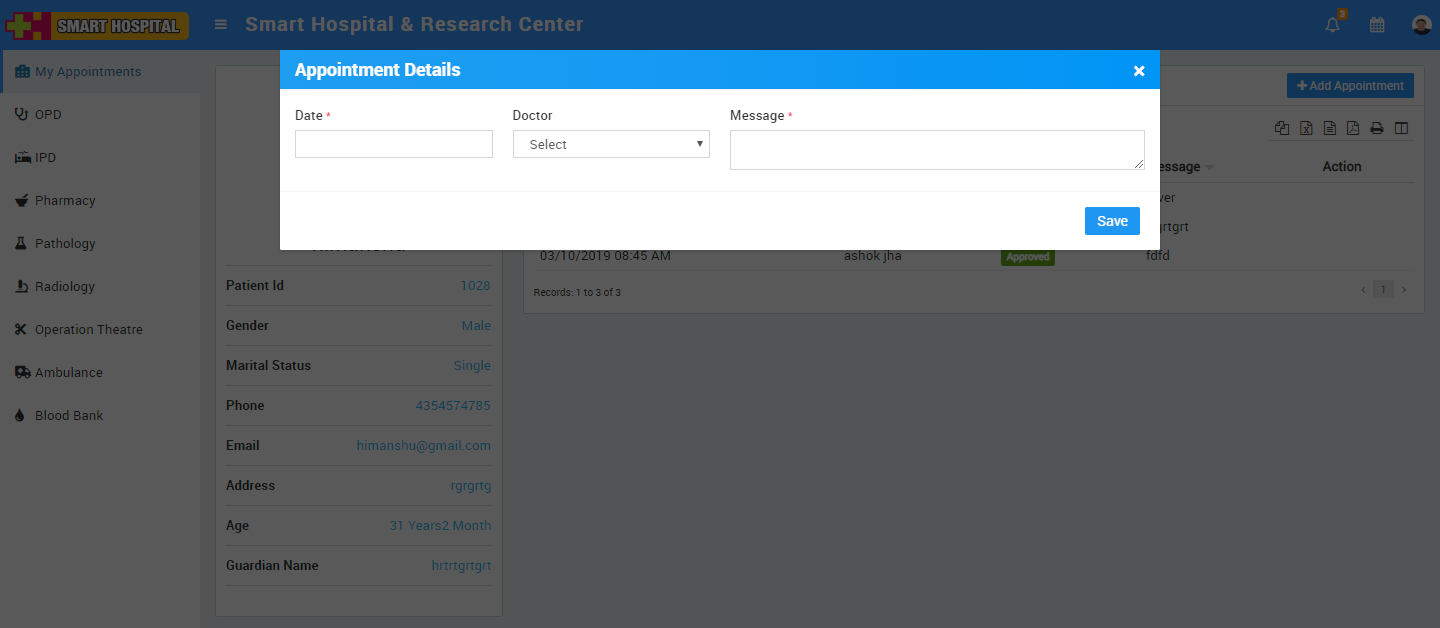 SMART HOSPITAL
Smart Hospital & Research Center
3
My Appointments
OPD
IPD
Pharmacy
Pathology
Radiology
Operation Theatre
Ambulance
Blood Bank
Appointment Details
×
Date *
Doctor
Message *
Select
Save
Add Appointment
Action
03/10/2019 08:45 AM
ashok jha
Approved
fdfd
Records: 1 to 3 of 3
‹ 1 ›
Patient Id 1028
Gender Male
Marital Status Single
Phone 4354574785
Email himanshu@gmail.com
Address rgrgrtg
Age 31 Years2 Month
Guardian Name hrtrtgrtgrt